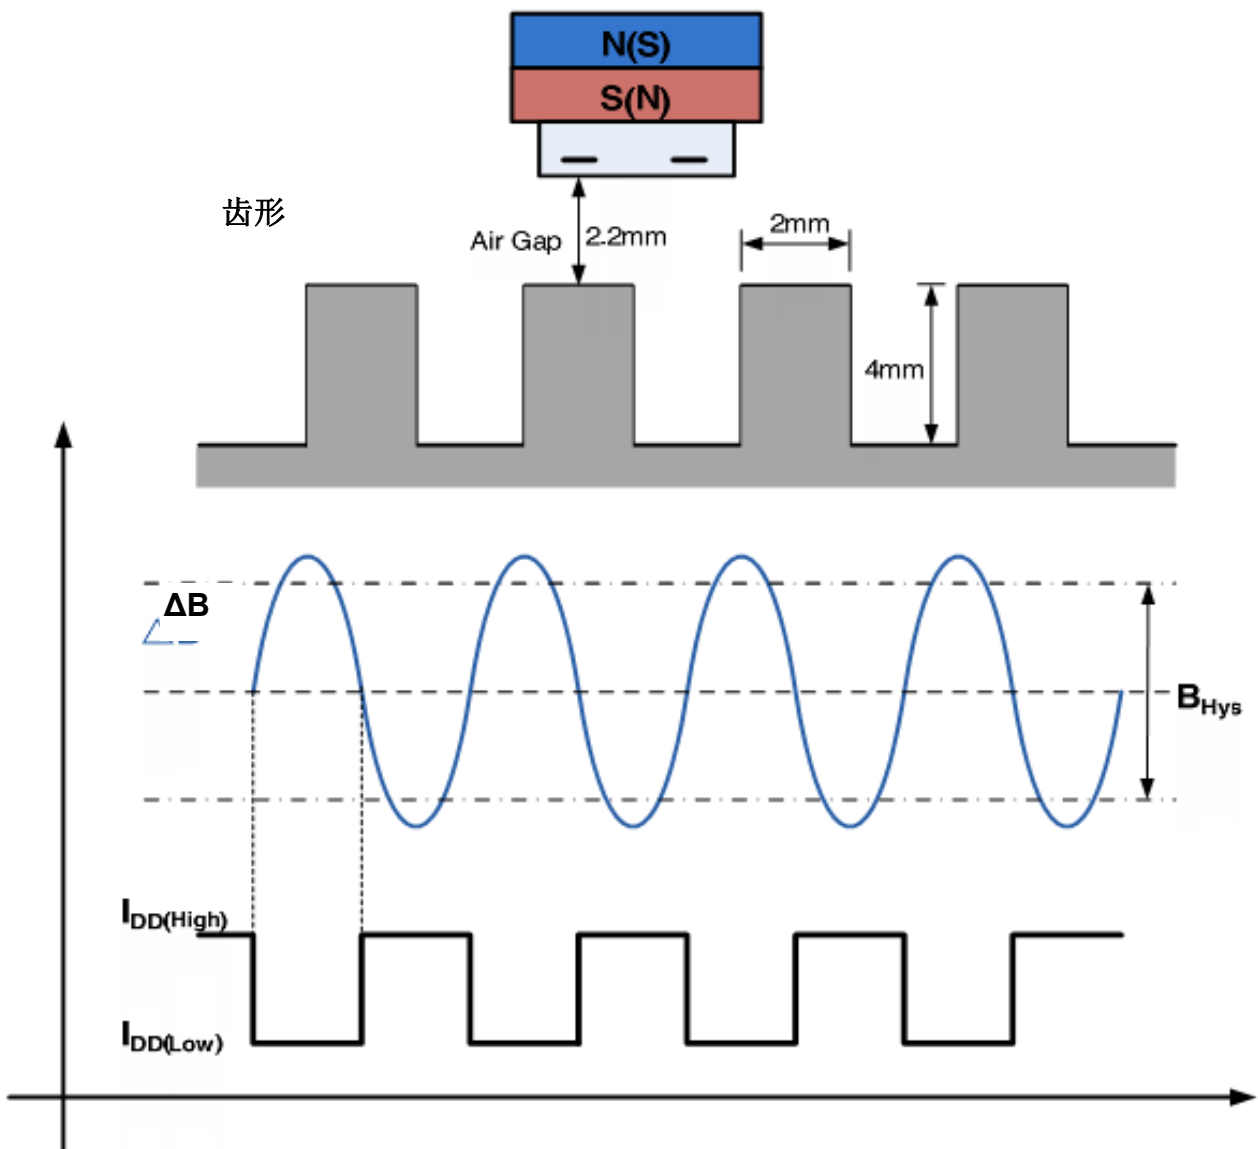 N(S)
S(N)
齿形
Air Gap
2.2mm
2mm
4mm
ΔB
BHys
IDD(High)
IDD(Low)